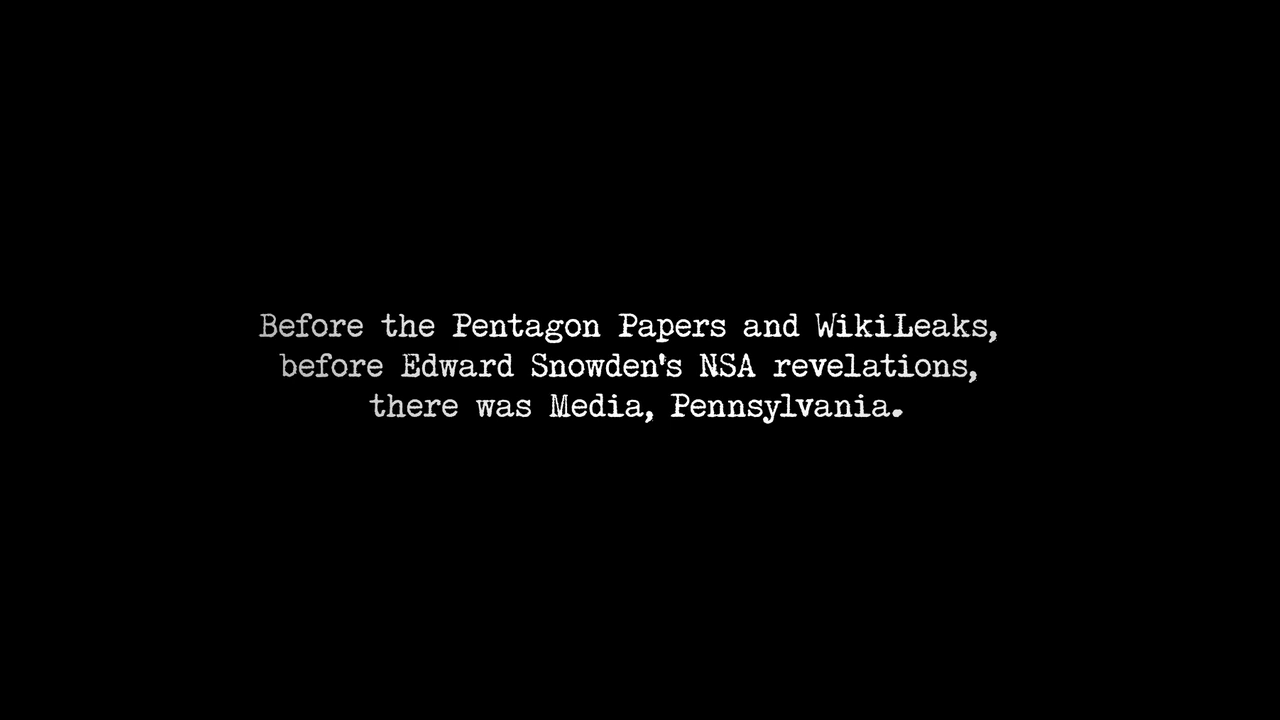 Before the Pentagon Papers and WikiLeaks,
before Edward Snowden's NSA revelations,
there was Media, Pennsylvania.